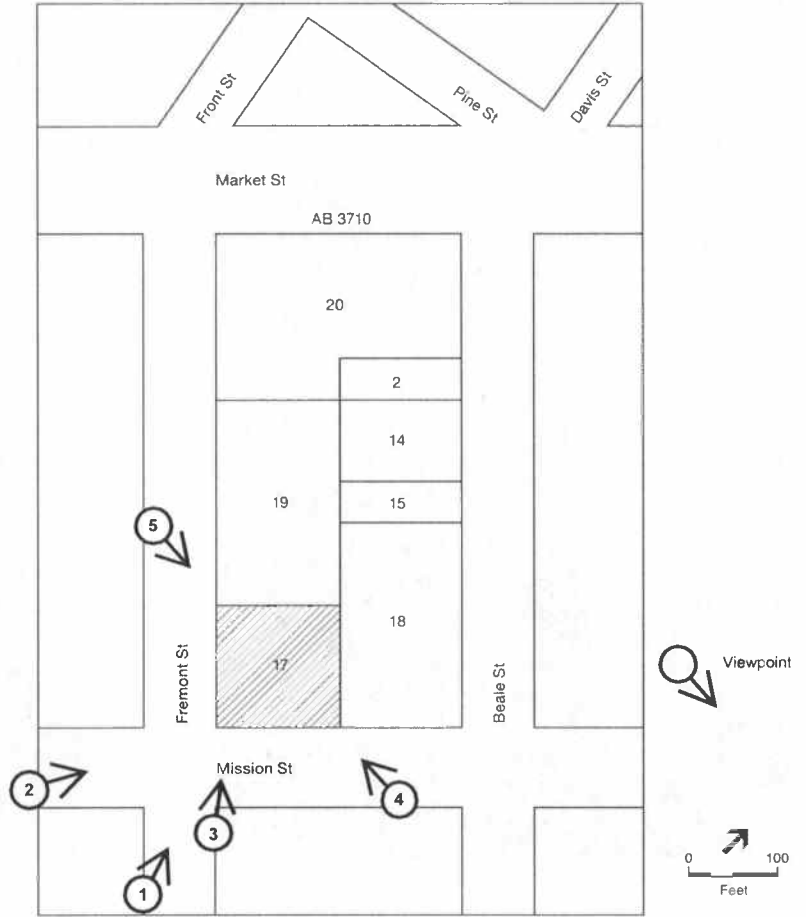 Front St
Pine St
Davis St
Market St
AB 3710
20
2
14
19
15
5
18
17
Fremont St
Beale St
Viewpoint
Mission St
2
4
3
1
0 100
Feet